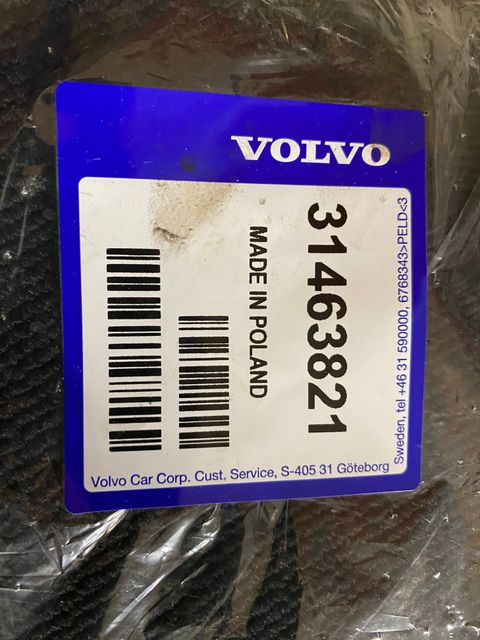 VOLVO
31463821
MADE IN POLAND
Volvo Car Corp. Cust. Service, S-405 31 Göteborg
Sweden, tel +46 31 590000, 6768343>PELD<3